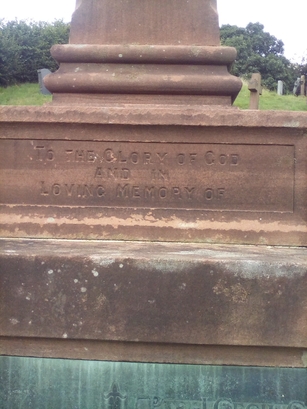 To the Glory of God
and in
Loving Memory of